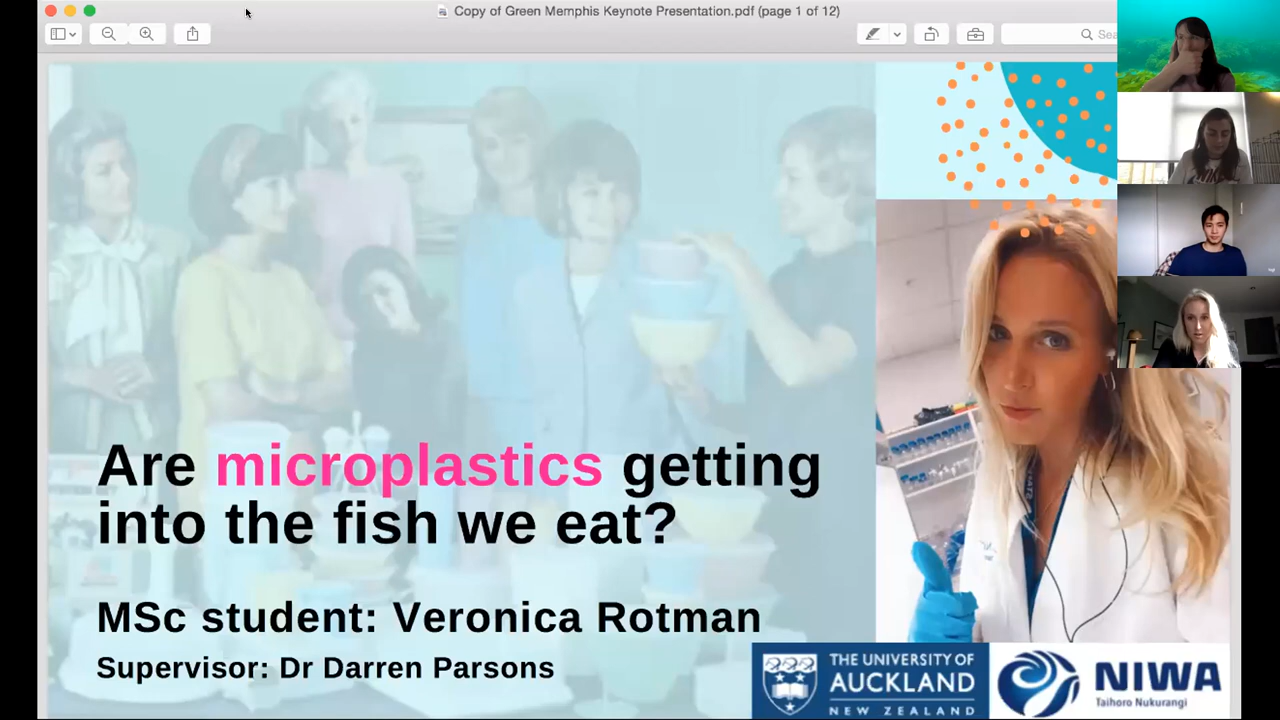 Copy of Green Memphis Keynote Presentation.pdf (page 1 of 12)
Sea
Are microplastics getting
into the fish we eat?
MSc student: Veronica Rotman
Supervisor: Dr Darren Parsons
THE UNIVERSITY OF
AUCKLAND
NEW ZEALAND
NIWA
Taihoro Nukurangi